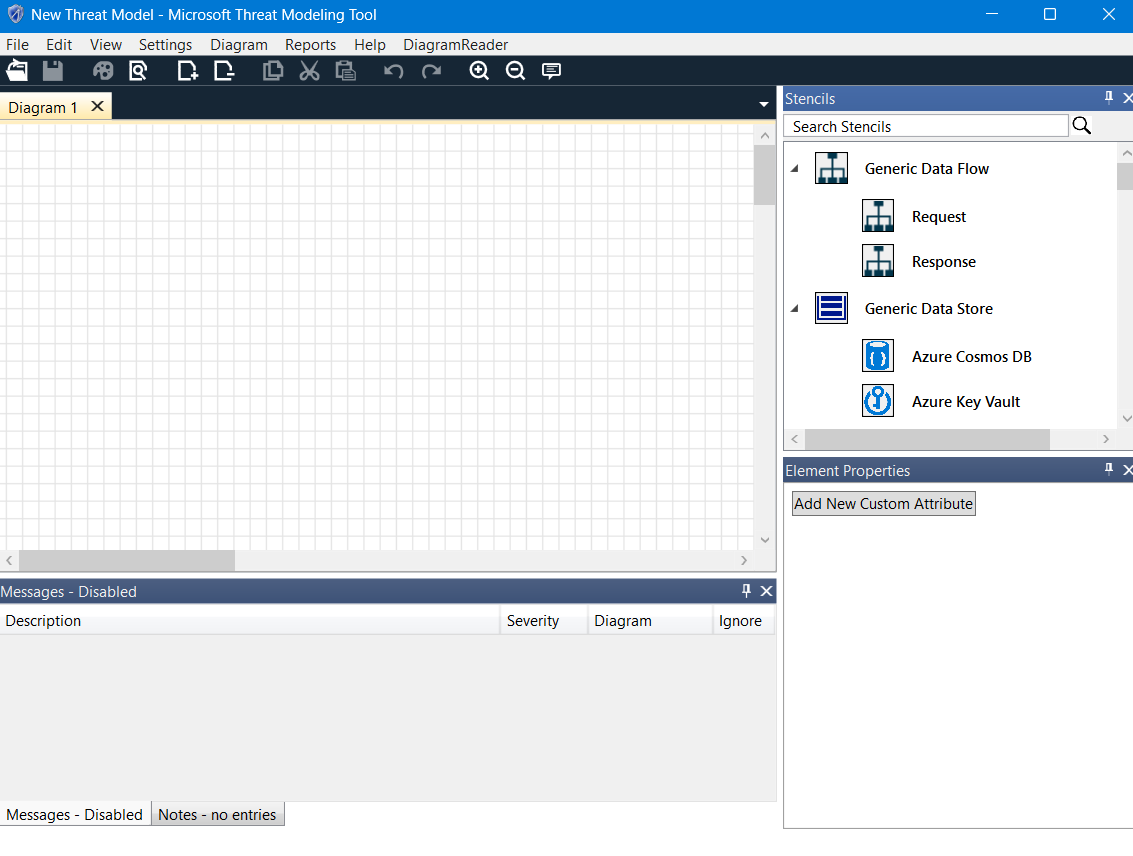 New Threat Model - Microsoft Threat Modeling Tool
File Edit View Settings Diagram Reports Help DiagramReader
Diagram 1
Stencils
Search Stencils
Generic Data Flow
Request
Response
Generic Data Store
Azure Cosmos DB
Azure Key Vault
Element Properties
Add New Custom Attribute
Messages - Disabled
Description Severity Diagram Ignore
Messages - Disabled Notes - no entries